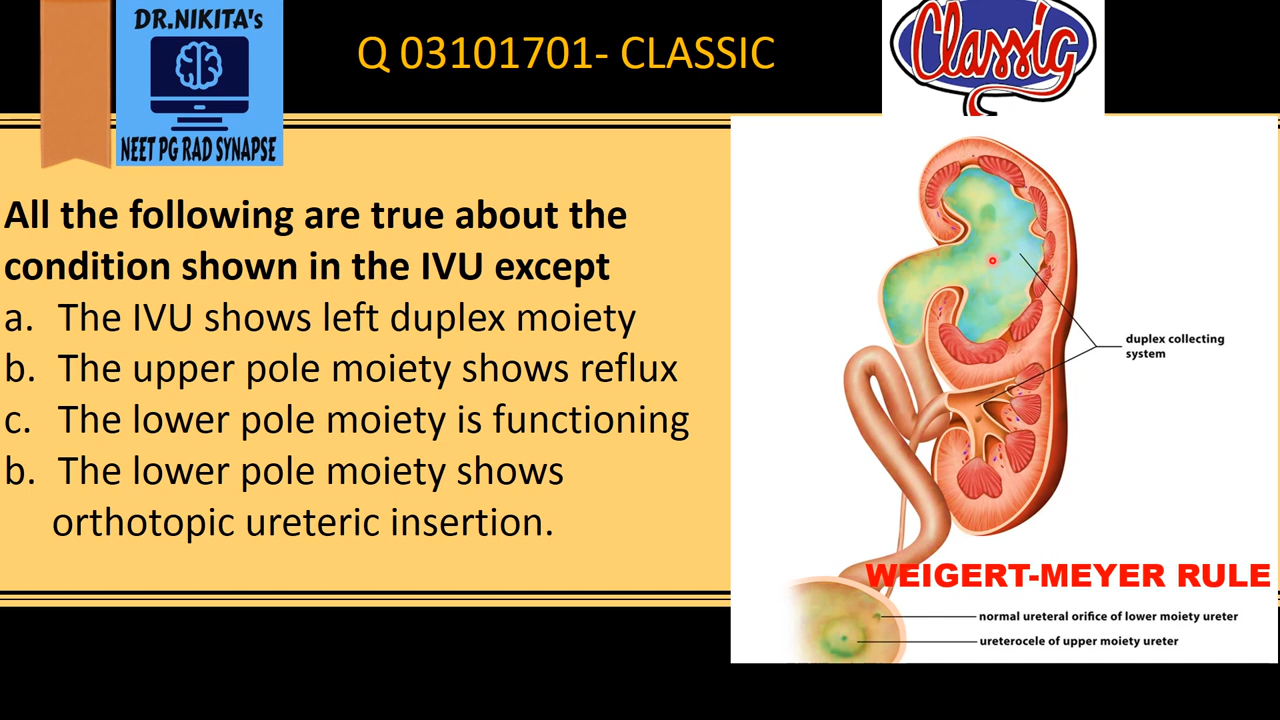 DR.NIKITA's
NEET PG RAD SYNAPSE
Q 03101701- CLASSIC
Classic
All the following are true about the
condition shown in the IVU except
a. The IVU shows left duplex moiety
b. The upper pole moiety shows reflux
c. The lower pole moiety is functioning
b. The lower pole moiety shows
orthotopic ureteric insertion.
duplex collecting
system
WEIGERT-MEYER RULE
normal ureteral orifice of lower moiety ureter
ureterocele of upper moiety ureter